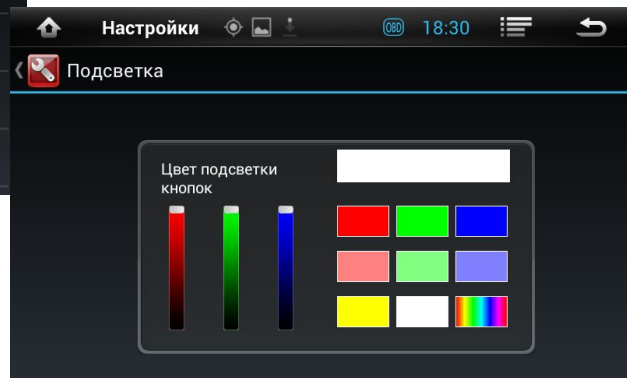 Настройки
OBD
18:30
Подсветка
Цвет подсветки
кнопок